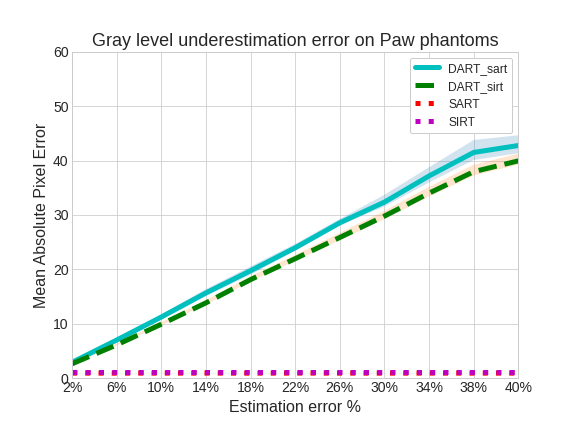 Gray level underestimation error on Paw phantoms
60
50
40
30
20
10
0
Mean Absolute Pixel Error
DART_sart
DART_sirt
SART
SIRT
2% 6% 10% 14% 18% 22% 26% 30% 34% 38% 40%
Estimation error %